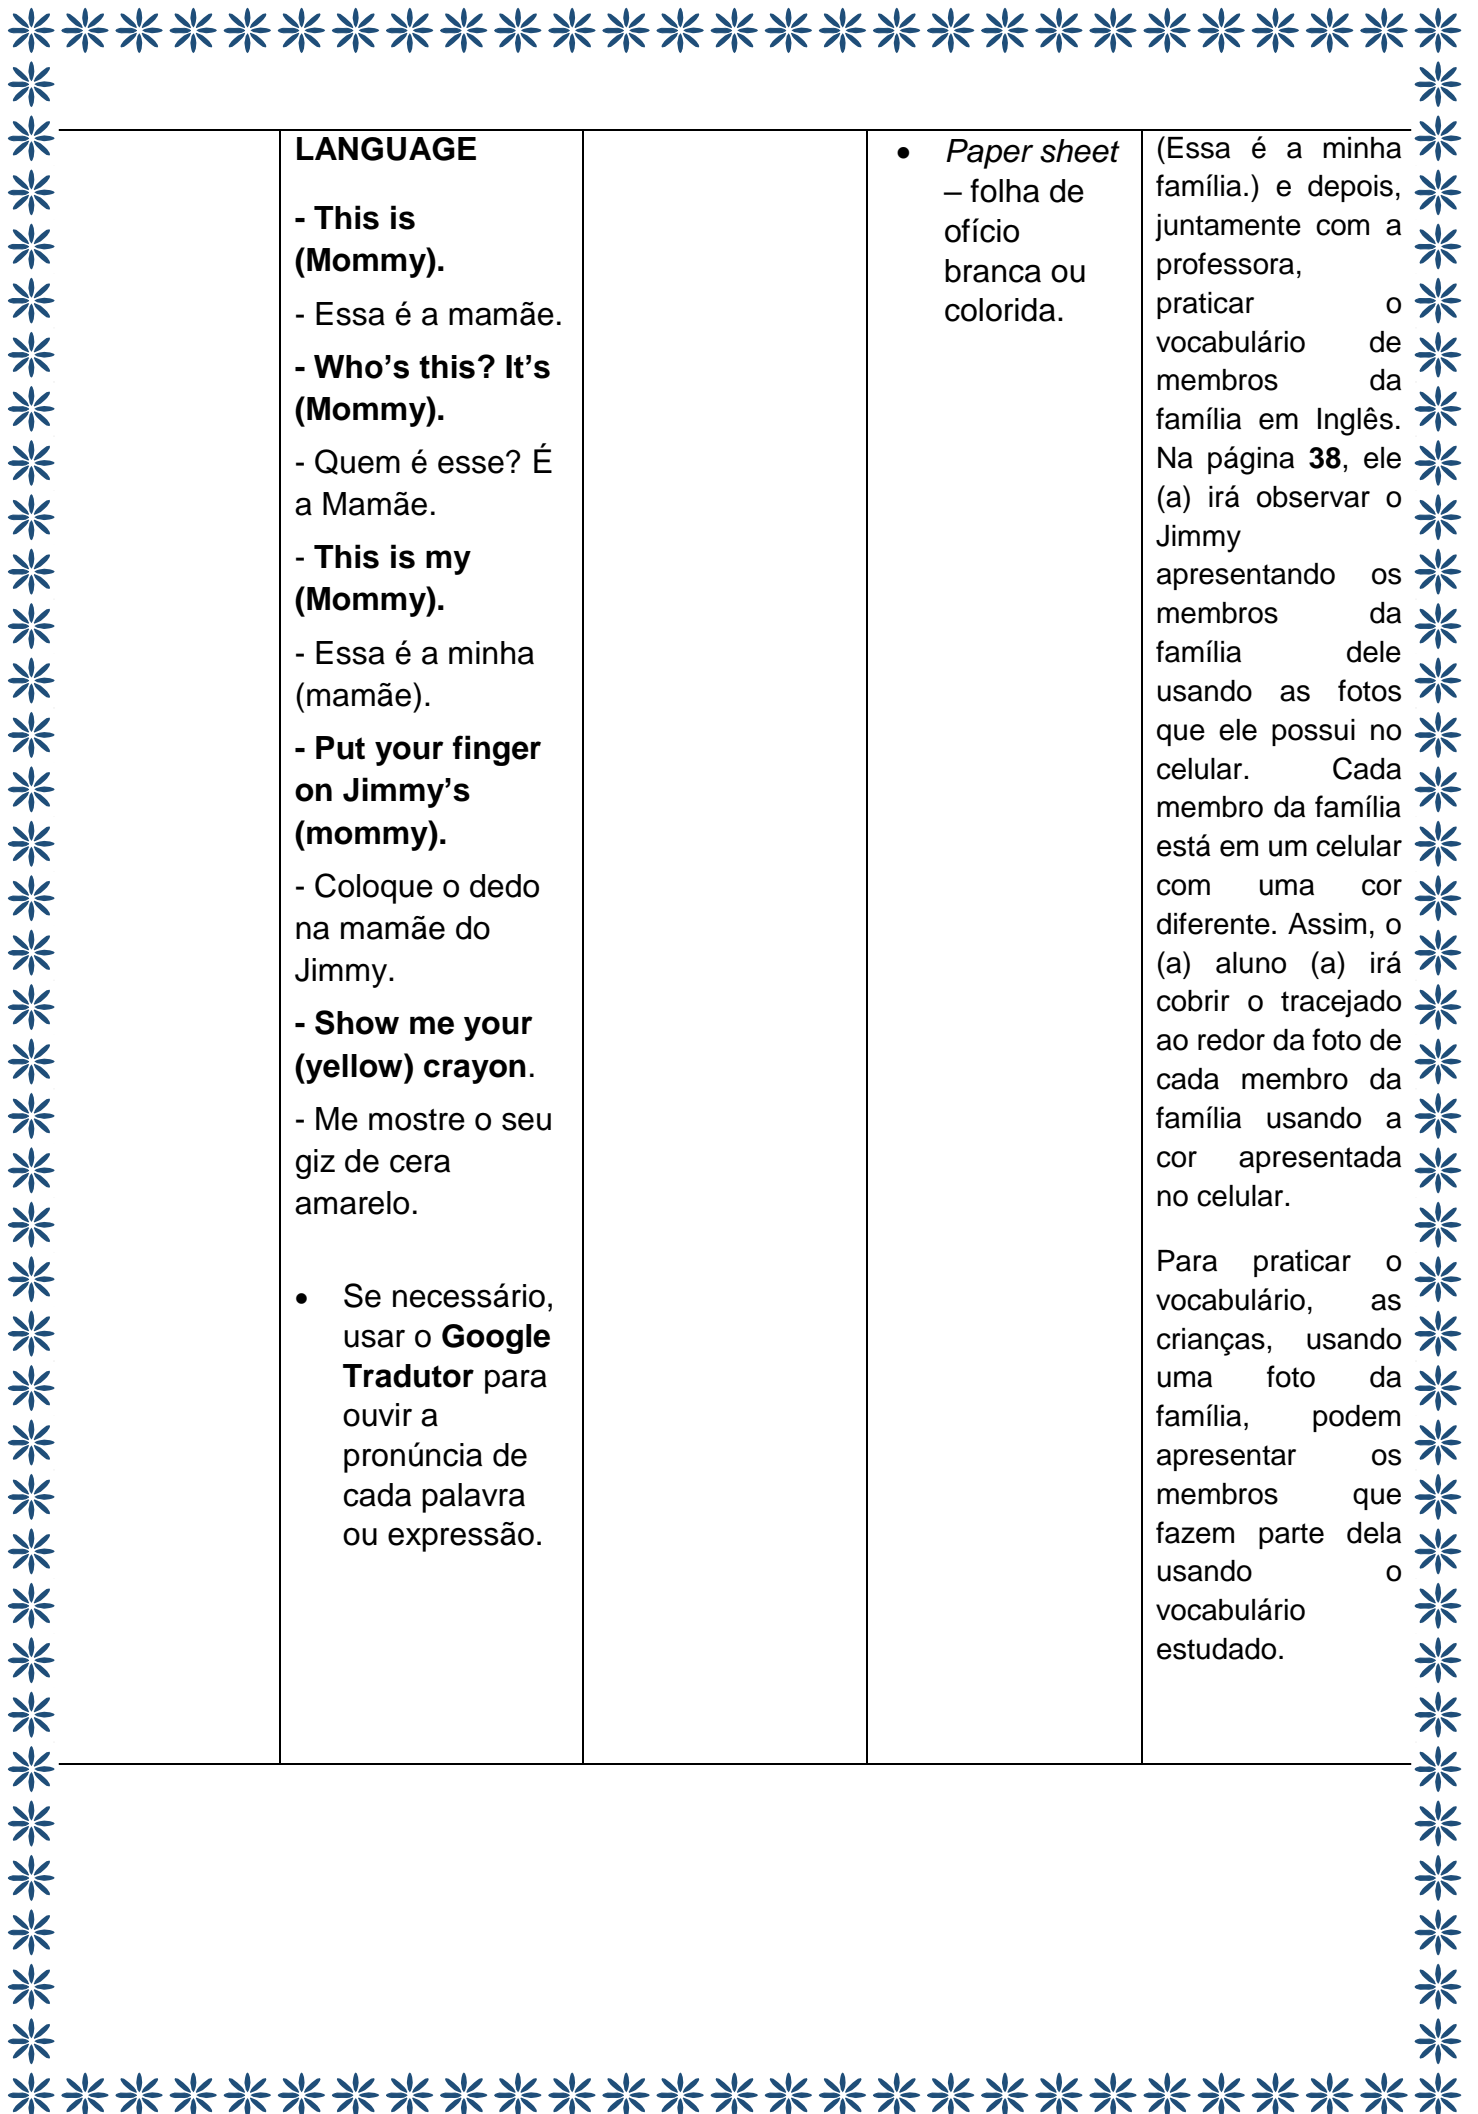 LANGUAGE
- This is
(Mommy).
- Essa é a mamãe.
- Who’s this? It’s
(Mommy).
- Quem é esse? É
a Mamãe.
- This is my
(Mommy).
- Essa é a minha
(mamãe).
- Put your finger
on Jimmy’s
(mommy).
- Coloque o dedo
na mamãe do
Jimmy.
- Show me your
(yellow) crayon.
- Me mostre o seu
giz de cera
amarelo.
• Se necessário,
usar o Google
Tradutor para
ouvir a
pronúncia de
cada palavra
ou expressão.
• Paper sheet
– folha de
ofício
branca ou
colorida.
(Essa é a minha
família.) e depois,
juntamente com a
professora,
praticar o
vocabulário de
membros da
família em Inglês.
Na página 38, ele
(a) irá observar o
Jimmy
apresentando os
membros da
família dele
usando as fotos
que ele possui no
celular. Cada
membro da família
está em um celular
com uma cor
diferente. Assim, o
(a) aluno (a) irá
cobrir o tracejado
ao redor da foto de
cada membro da
família usando a
cor apresentada
no celular.
Para praticar o
vocabulário, as
crianças, usando
uma foto da
família, podem
apresentar os
membros que
fazem parte dela
usando o
vocabulário
estudado.